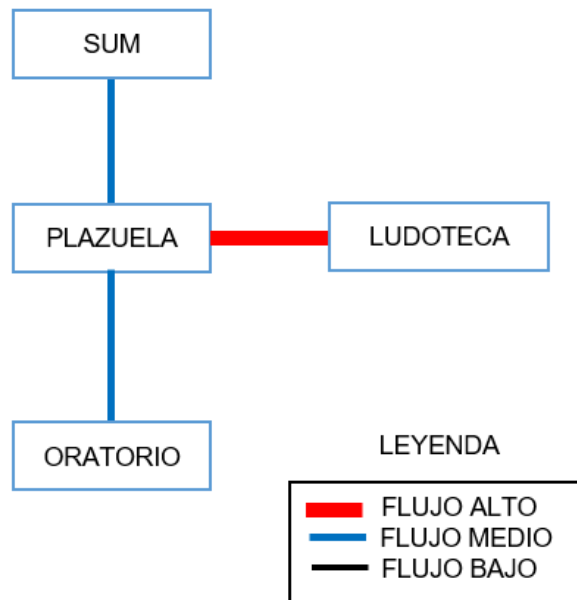 SUM
PLAZUELA
LUDOTECA
ORATORIO
LEYENDA
FLUJO ALTO
FLUJO MEDIO
FLUJO BAJO